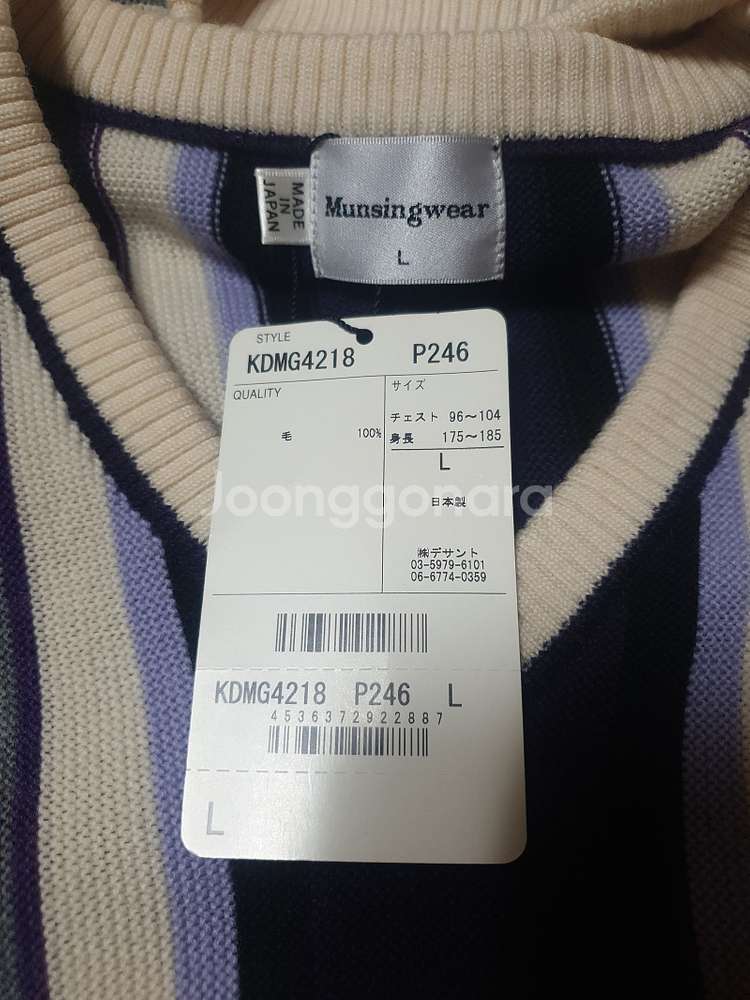 MADE
IN
JAPAN
Munsingwear
L
STYLE
KDMG4218 P246
QUALITY
毛 100%
サイズ
チェスト 96～104
身長 175～185
L
日本製
㈱デサント
03-5979-6101
06-6774-0359
Joonggonara
KDMG4218 P246 L
4536372922887
L